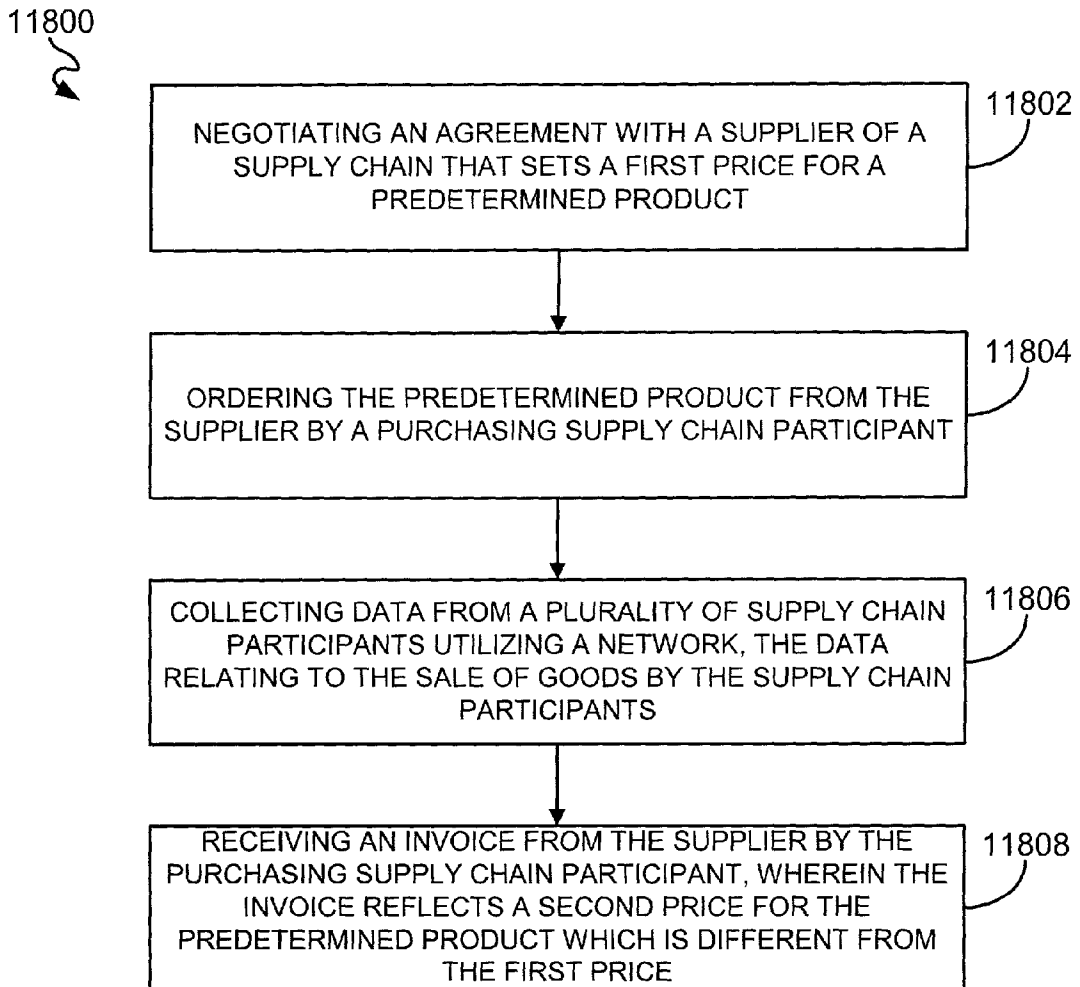 11800
11802
NEGOTIATING AN AGREEMENT WITH A SUPPLIER OF A
SUPPLY CHAIN THAT SETS A FIRST PRICE FOR A
PREDETERMINED PRODUCT
11804
ORDERING THE PREDETERMINED PRODUCT FROM THE
SUPPLIER BY A PURCHASING SUPPLY CHAIN PARTICIPANT
11806
COLLECTING DATA FROM A PLURALITY OF SUPPLY CHAIN
PARTICIPANTS UTILIZING A NETWORK, THE DATA
RELATING TO THE SALE OF GOODS BY THE SUPPLY CHAIN
PARTICIPANTS
11808
RECEIVING AN INVOICE FROM THE SUPPLIER BY THE
PURCHASING SUPPLY CHAIN PARTICIPANT, WHEREIN THE
INVOICE REFLECTS A SECOND PRICE FOR THE
PREDETERMINED PRODUCT WHICH IS DIFFERENT FROM
THE FIRST PRICE